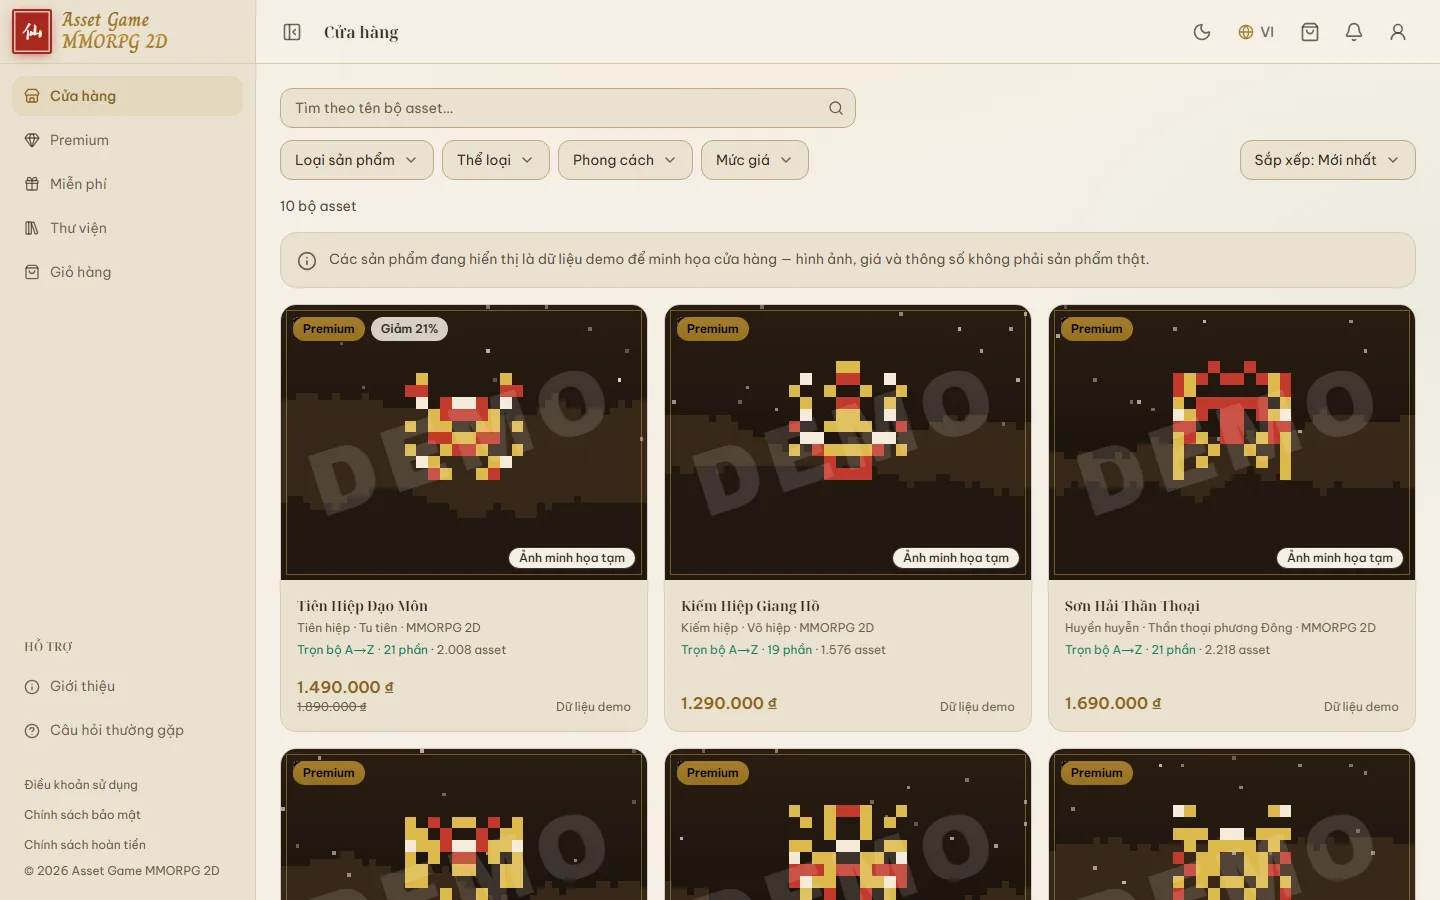 仙
Asset Game
MMORPG 2D
Cửa hàng
Premium
Miễn phí
Thư viện
Giỏ hàng
HỖ TRỢ
Giới thiệu
Câu hỏi thường gặp
Điều khoản sử dụng
Chính sách bảo mật
Chính sách hoàn tiền
© 2026 Asset Game MMORPG 2D
Cửa hàng
VI
Tìm theo tên bộ asset...
Loại sản phẩm
Thể loại
Phong cách
Mức giá
Sắp xếp: Mới nhất
10 bộ asset
Các sản phẩm đang hiển thị là dữ liệu demo để minh họa cửa hàng — hình ảnh, giá và thông số không phải sản phẩm thật.
Premium
Giảm 21%
DEMO
Ảnh minh họa tạm
Tiên Hiệp Đạo Môn
Tiên hiệp · Tu tiên · MMORPG 2D
Trọn bộ A→Z · 21 phần · 2.008 asset
1.490.000 ₫
1.890.000 ₫
Dữ liệu demo
Premium
DEMO
Ảnh minh họa tạm
Kiếm Hiệp Giang Hồ
Kiếm hiệp · Võ hiệp · MMORPG 2D
Trọn bộ A→Z · 19 phần · 1.576 asset
1.290.000 ₫
Dữ liệu demo
Premium
DEMO
Ảnh minh họa tạm
Sơn Hải Thần Thoại
Huyền huyễn · Thần thoại phương Đông · MMORPG 2D
Trọn bộ A→Z · 21 phần · 2.218 asset
1.690.000 ₫
Dữ liệu demo
Premium
DEMO
Premium
DEMO
Premium
DEMO